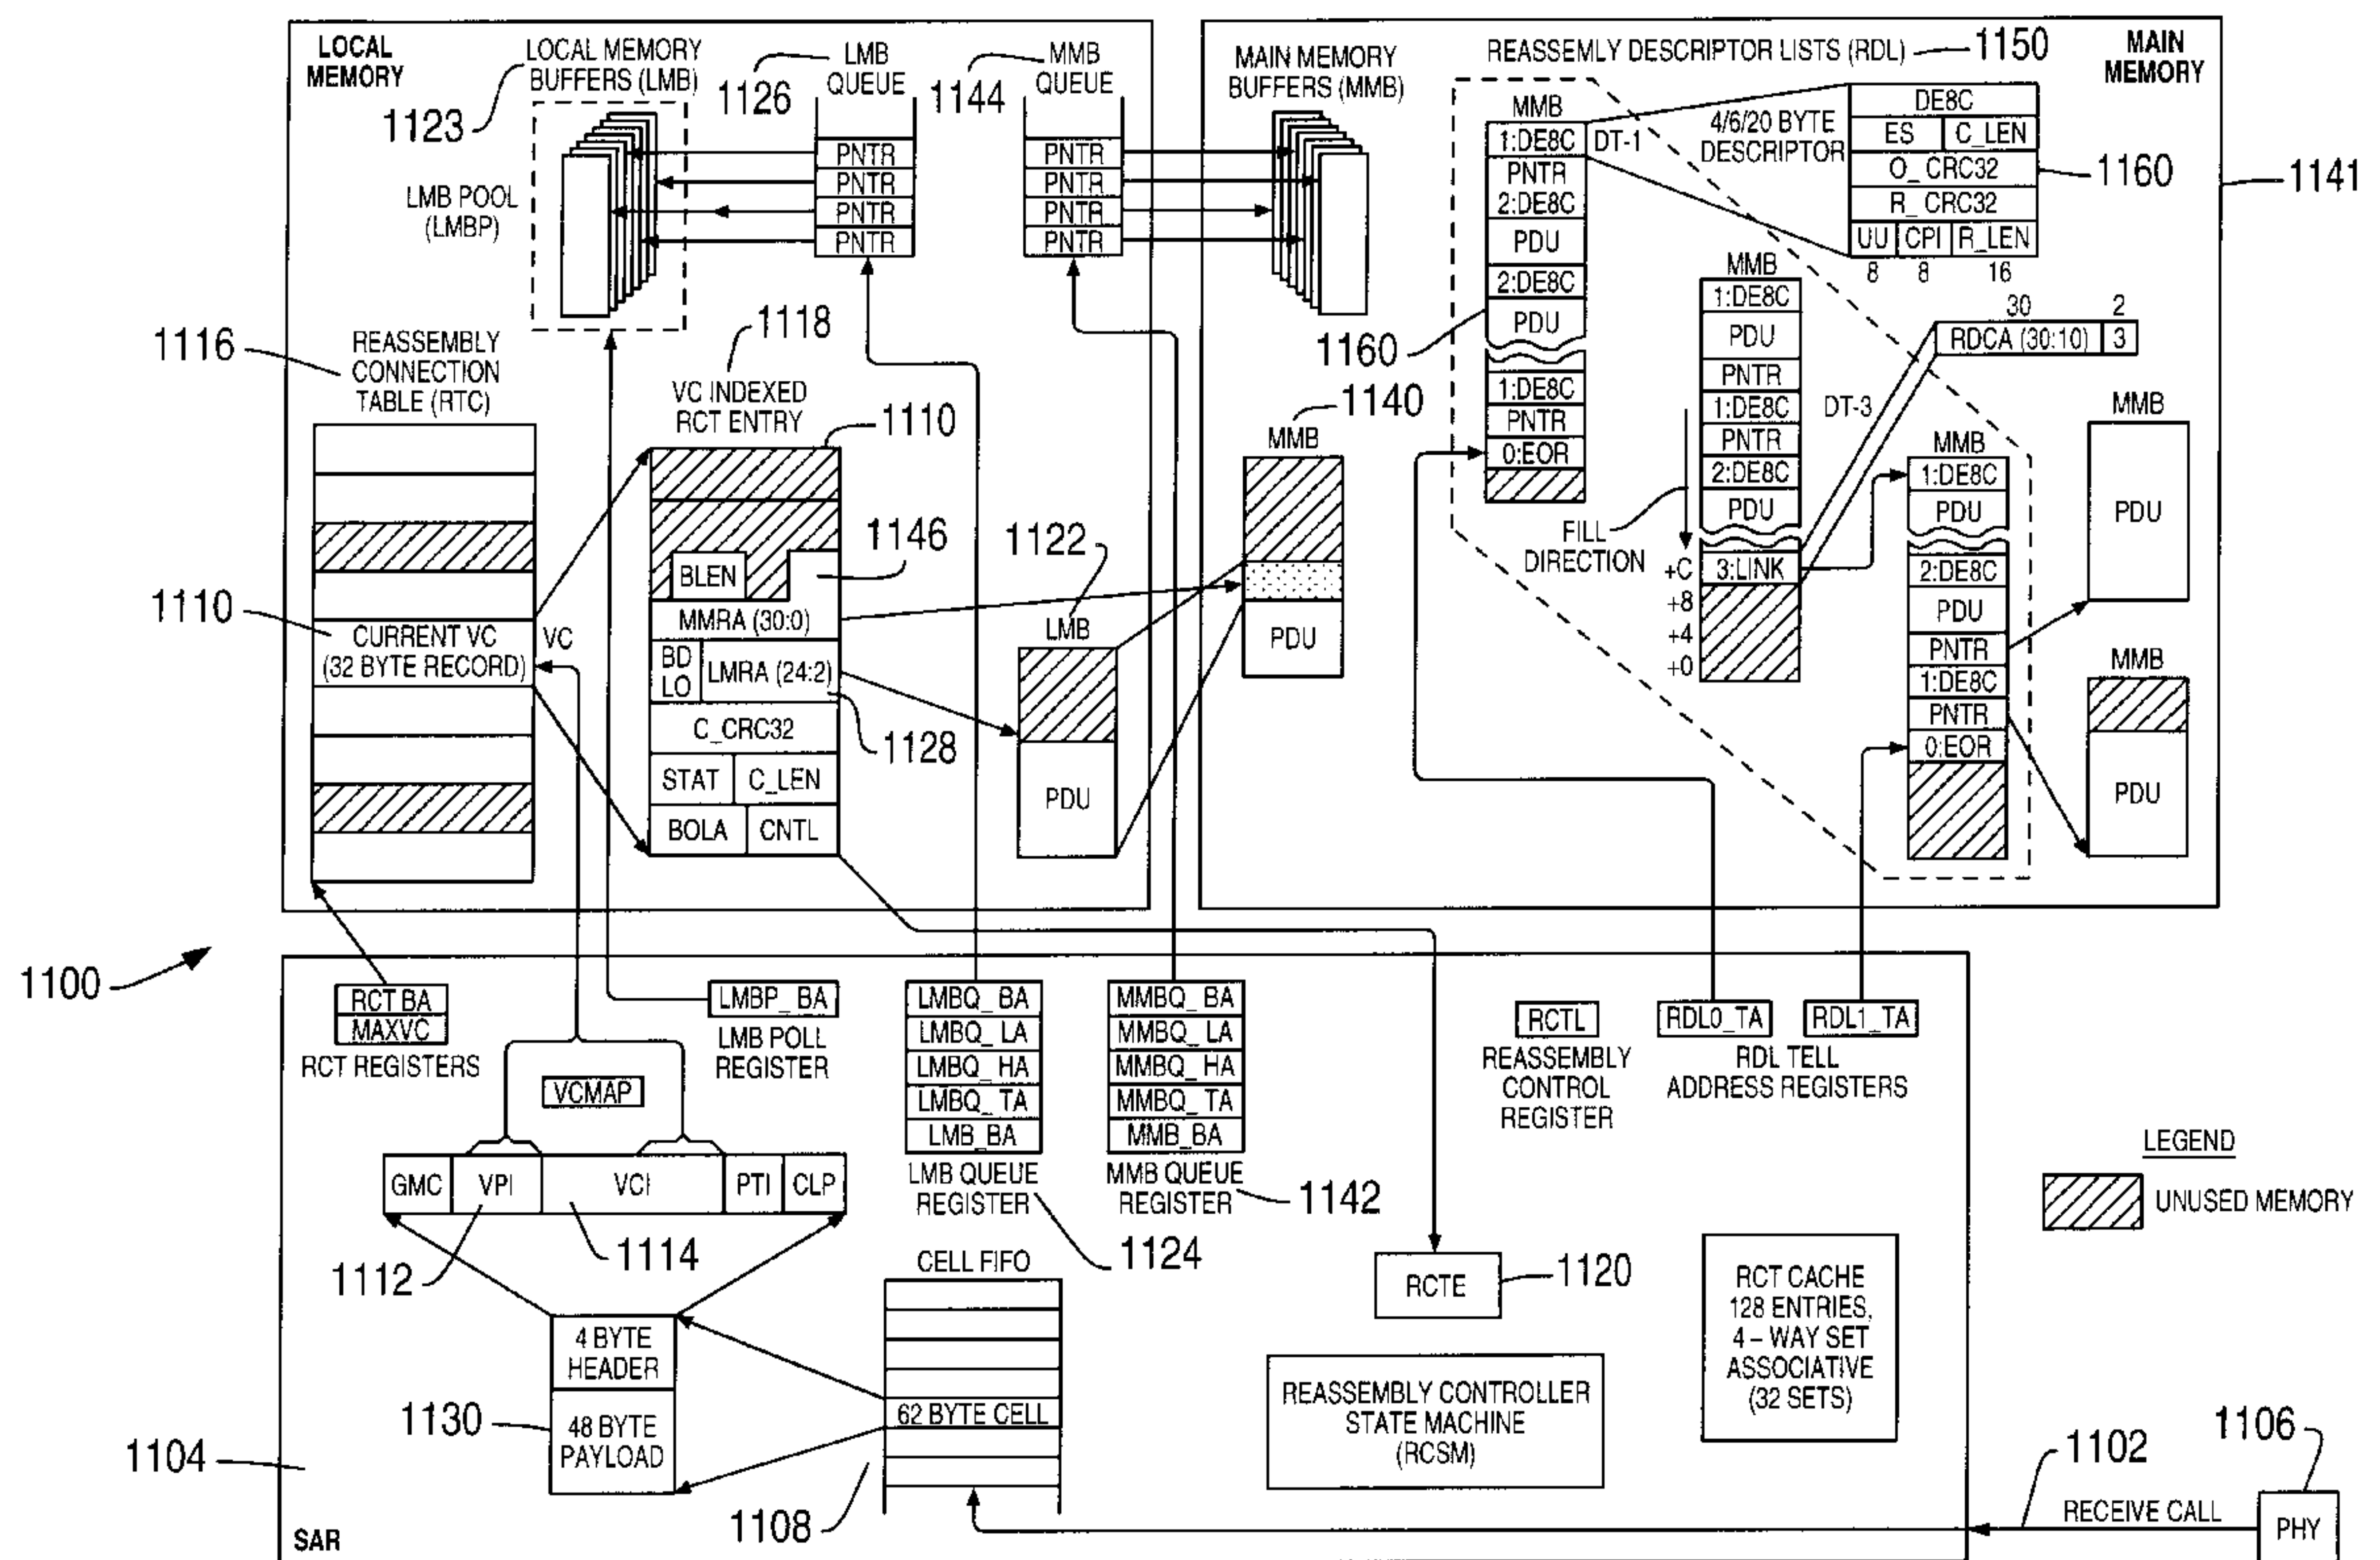 LOCAL
MEMORY
LOCAL MEMORY
BUFFERS (LMB)
1123
LMB POOL
(LMBP)
LMB
QUEUE
1126
PNTR
PNTR
PNTR
PNTR
MMB
QUEUE
1144
PNTR
PNTR
PNTR
PNTR
1116
REASSEMBLY
CONNECTION
TABLE (RTC)
1110
CURRENT VC
(32 BYTE RECORD)
VC
1118
VC INDEXED
RCT ENTRY
1110
BLEN
1146
MMRA (30:0)
BD
LO
LMRA (24:2)
1128
C_CRC32
STAT
C_LEN
BOLA
CNTL
1122
LMB
PDU
MAIN MEMORY
BUFFERS (MMB)
REASSEMLY DESCRIPTOR LISTS (RDL)
1150
MAIN
MEMORY
1141
1140
MMB
PDU
MMB
1:DE8C
DT-1
PNTR
2:DE8C
PDU
2:DE8C
PDU
1160
1:DE8C
PNTR
0:EOR
4/6/20 BYTE
DESCRIPTOR
DE8C
ES
C_LEN
O_CRC32
1160
R_CRC32
UU
CPI
R_LEN
8
8
16
MMB
1:DE8C
PDU
PNTR
1:DE8C
PNTR
2:DE8C
PDU
3:LINK
FILL
DIRECTION
+C
+8
+4
+0
DT-3
30
2
RDCA (30:10)
3
MMB
1:DE8C
PDU
2:DE8C
PDU
PNTR
1:DE8C
PNTR
0:EOR
MMB
PDU
MMB
PDU
1100
RCT BA
MAXVC
RCT REGISTERS
LMBP_BA
LMB POLL
REGISTER
VCMAP
LMBQ_BA
LMBQ_LA
LMBQ_HA
LMBQ_TA
LMB_BA
LMB QUEUE
REGISTER
1124
MMBQ_BA
MMBQ_LA
MMBQ_HA
MMBQ_TA
MMB_BA
MMB QUEUE
REGISTER
1142
RCTL
REASSEMBLY
CONTROL
REGISTER
RDL0_TA
RDL1_TA
RDL TELL
ADDRESS REGISTERS
LEGEND
UNUSED MEMORY
GMC
VPI
VCI
PTI
CLP
1112
1114
4 BYTE
HEADER
48 BYTE
PAYLOAD
1130
CELL FIFO
62 BYTE CELL
1108
RCTE
1120
REASSEMBLY CONTROLLER
STATE MACHINE
(RCSM)
RCT CACHE
128 ENTRIES,
4 – WAY SET
ASSOCIATIVE
(32 SETS)
1104
SAR
1102
RECEIVE CALL
1106
PHY